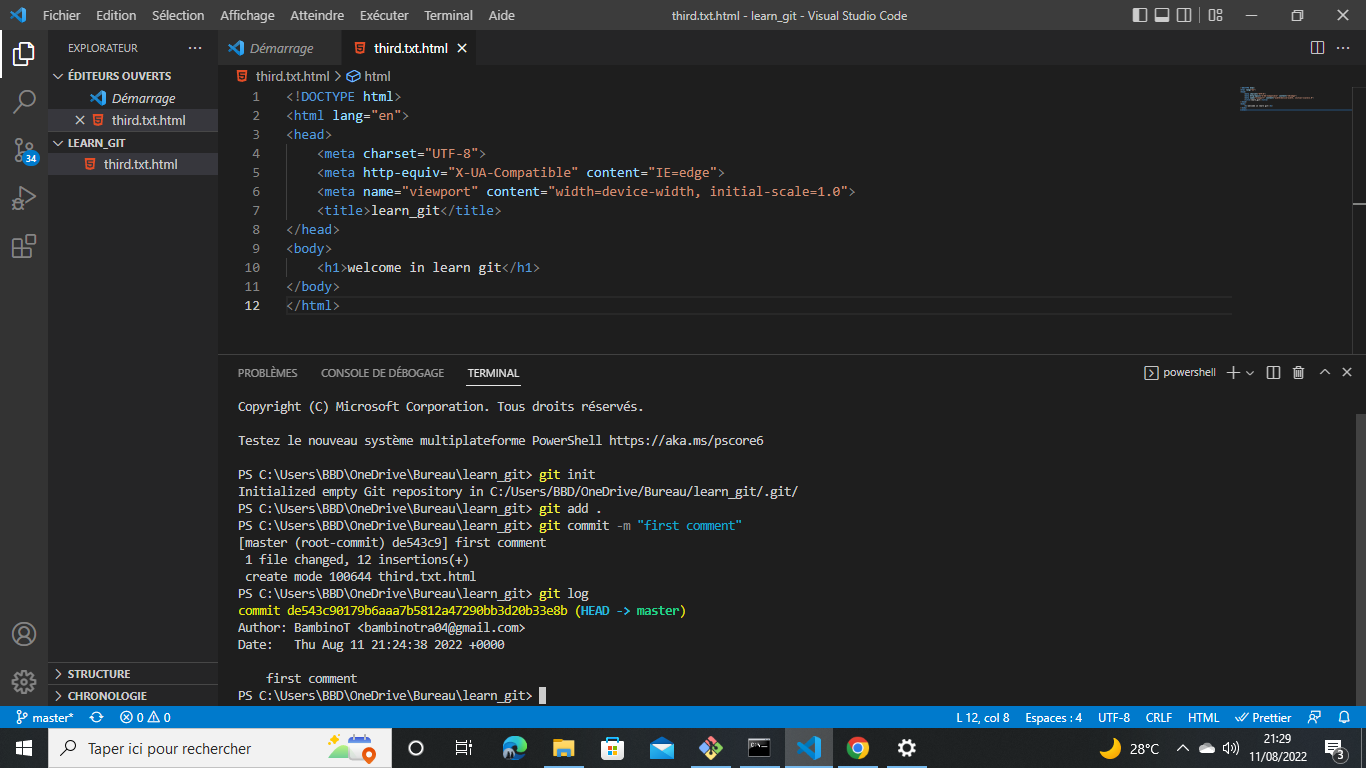 Fichier Edition Sélection Affichage Atteindre Exécuter Terminal Aide
third.txt.html - learn_git - Visual Studio Code
EXPLORATEUR
ÉDITEURS OUVERTS
Démarrage
third.txt.html
LEARN_GIT
third.txt.html
34
STRUCTURE
CHRONOLOGIE
Démarrage
third.txt.html
third.txt.html > html
1 <!DOCTYPE html>
2 <html lang="en">
3 <head>
4 <meta charset="UTF-8">
5 <meta http-equiv="X-UA-Compatible" content="IE=edge">
6 <meta name="viewport" content="width=device-width, initial-scale=1.0">
7 <title>learn_git</title>
8 </head>
9 <body>
10 <h1>welcome in learn git</h1>
11 </body>
12 </html>
PROBLÈMES CONSOLE DE DÉBOGAGE TERMINAL
powershell
Copyright (C) Microsoft Corporation. Tous droits réservés.
Testez le nouveau système multiplateforme PowerShell https://aka.ms/pscore6
PS C:\Users\BBD\OneDrive\Bureau\learn_git> git init
Initialized empty Git repository in C:/Users/BBD/OneDrive/Bureau/learn_git/.git/
PS C:\Users\BBD\OneDrive\Bureau\learn_git> git add .
PS C:\Users\BBD\OneDrive\Bureau\learn_git> git commit -m "first comment"
[master (root-commit) de543c9] first comment
1 file changed, 12 insertions(+)
create mode 100644 third.txt.html
PS C:\Users\BBD\OneDrive\Bureau\learn_git> git log
commit de543c90179b6aaa7b5812a47290bb3d20b33e8b (HEAD -> master)
Author: BambinoT <bambinotra04@gmail.com>
Date: Thu Aug 11 21:24:38 2022 +0000
first comment
PS C:\Users\BBD\OneDrive\Bureau\learn_git>
master* 0 0
L 12, col 8 Espaces : 4 UTF-8 CRLF HTML Prettier
Taper ici pour rechercher
28°C
21:29
11/08/2022
3